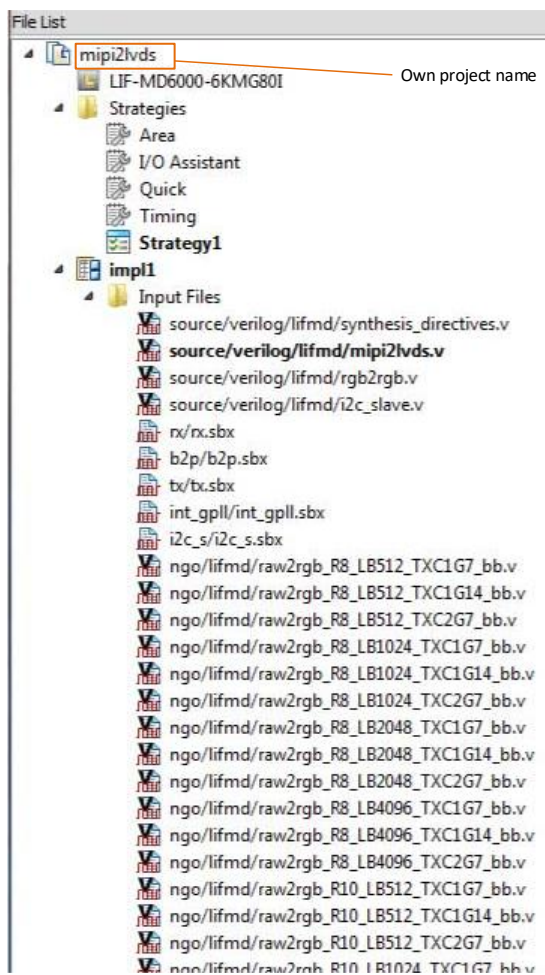 File List
mipi2lvds
Own project name
LIF-MD6000-6KMG80I
Strategies
Area
I/O Assistant
Quick
Timing
Strategy1
impl1
Input Files
source/verilog/lifmd/synthesis_directives.v
source/verilog/lifmd/mipi2lvds.v
source/verilog/lifmd/rgb2rgb.v
source/verilog/lifmd/i2c_slave.v
rx/rx.sbx
b2p/b2p.sbx
tx/tx.sbx
int_gpll/int_gpll.sbx
i2c_s/i2c_s.sbx
ngo/lifmd/raw2rgb_R8_LB512_TXC1G7_bb.v
ngo/lifmd/raw2rgb_R8_LB512_TXC1G14_bb.v
ngo/lifmd/raw2rgb_R8_LB512_TXC2G7_bb.v
ngo/lifmd/raw2rgb_R8_LB1024_TXC1G7_bb.v
ngo/lifmd/raw2rgb_R8_LB1024_TXC1G14_bb.v
ngo/lifmd/raw2rgb_R8_LB1024_TXC2G7_bb.v
ngo/lifmd/raw2rgb_R8_LB2048_TXC1G7_bb.v
ngo/lifmd/raw2rgb_R8_LB2048_TXC1G14_bb.v
ngo/lifmd/raw2rgb_R8_LB2048_TXC2G7_bb.v
ngo/lifmd/raw2rgb_R8_LB4096_TXC1G7_bb.v
ngo/lifmd/raw2rgb_R8_LB4096_TXC1G14_bb.v
ngo/lifmd/raw2rgb_R8_LB4096_TXC2G7_bb.v
ngo/lifmd/raw2rgb_R10_LB512_TXC1G7_bb.v
ngo/lifmd/raw2rgb_R10_LB512_TXC1G14_bb.v
ngo/lifmd/raw2rgb_R10_LB512_TXC2G7_bb.v
ngo/lifmd/raw2rgb_R10_LB1024_TXC1G7_bb.v